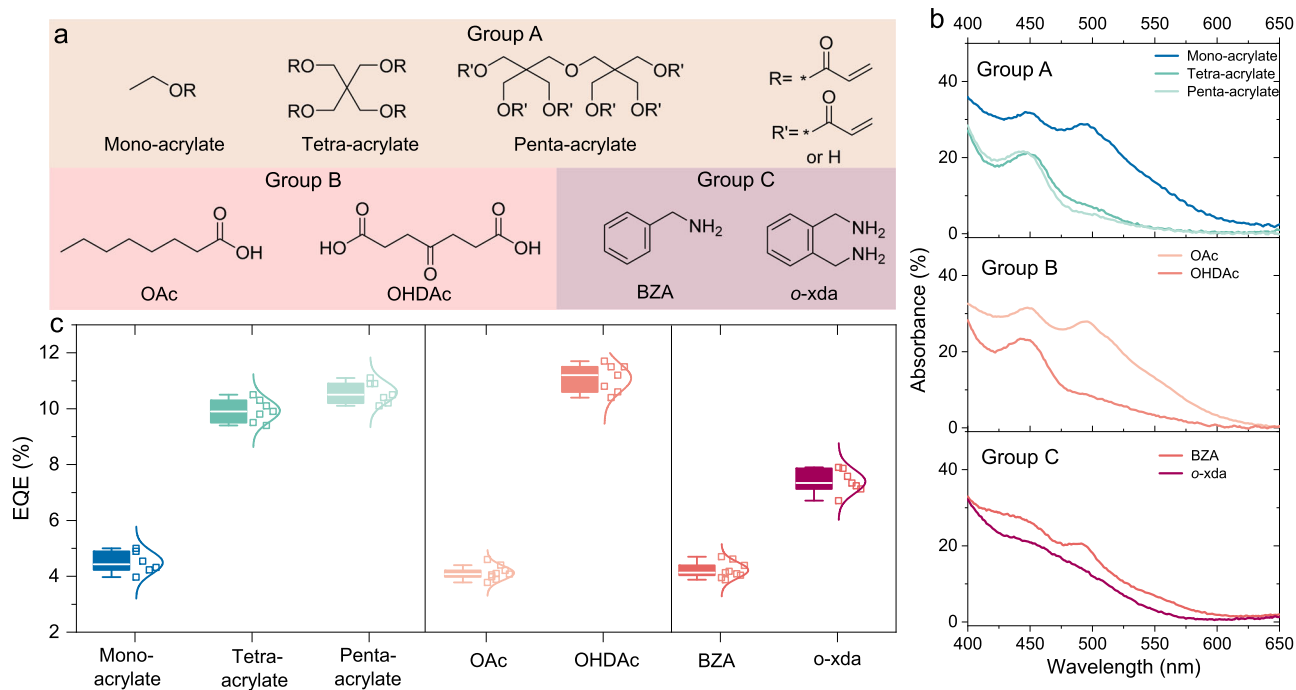 a
Group A
OR
RO
OR
RO
OR
R'O
O
OR'
OR'
OR'
OR'
OR'
R=
*
O
R'=
*
O
or H
Mono-acrylate
Tetra-acrylate
Penta-acrylate
Group B
O
OH
OAc
O
HO
O
O
OH
OHDAc
Group C
NH2
BZA
NH2
NH2
o-xda
b
400 450 500 550 600 650
Group A
Mono-acrylate
Tetra-acrylate
Penta-acrylate
40
20
0
Group B
OAc
OHDAc
40
20
0
Group C
BZA
o-xda
40
20
0
Absorbance (%)
400 450 500 550 600 650
Wavelength (nm)
c
12
10
8
6
4
2
EQE (%)
Mono-
acrylate
Tetra-
acrylate
Penta-
acrylate
OAc
OHDAc
BZA
o-xda